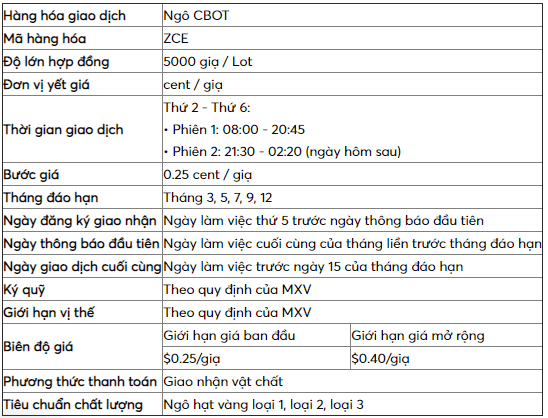 Hàng hóa giao dịch Ngô CBOT
Mã hàng hóa ZCE
Độ lớn hợp đồng 5000 giạ / Lot
Đơn vị yết giá cent / giạ
Thời gian giao dịch Thứ 2 - Thứ 6:
• Phiên 1: 08:00 - 20:45
• Phiên 2: 21:30 - 02:20 (ngày hôm sau)
Bước giá 0.25 cent / giạ
Tháng đáo hạn Tháng 3, 5, 7, 9, 12
Ngày đăng ký giao nhận Ngày làm việc thứ 5 trước ngày thông báo đầu tiên
Ngày thông báo đầu tiên Ngày làm việc cuối cùng của tháng liền trước tháng đáo hạn
Ngày giao dịch cuối cùng Ngày làm việc trước ngày 15 của tháng đáo hạn
Ký quỹ Theo quy định của MXV
Giới hạn vị thế Theo quy định của MXV
Biên độ giá Giới hạn giá ban đầu Giới hạn giá mở rộng
$0.25/giạ $0.40/giạ
Phương thức thanh toán Giao nhận vật chất
Tiêu chuẩn chất lượng Ngô hạt vàng loại 1, loại 2, loại 3